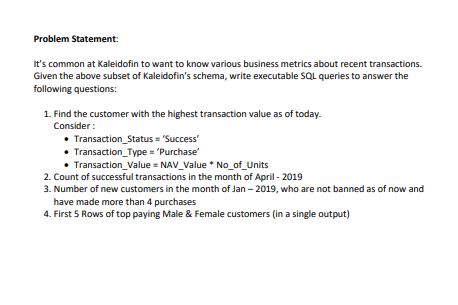 Problem Statement:
It's common at Kaleidofin to want to know various business metrics about recent transactions.
Given the above subset of Kaleidofin's schema, write executable SQL queries to answer the
following questions:
1. Find the customer with the highest transaction value as of today.
Consider :
• Transaction_Status = 'Success'
• Transaction_Type = 'Purchase'
• Transaction_Value = NAV_Value * No_of_Units
2. Count of successful transactions in the month of April - 2019
3. Number of new customers in the month of Jan – 2019, who are not banned as of now and
have made more than 4 purchases
4. First 5 Rows of top paying Male & Female customers (in a single output)